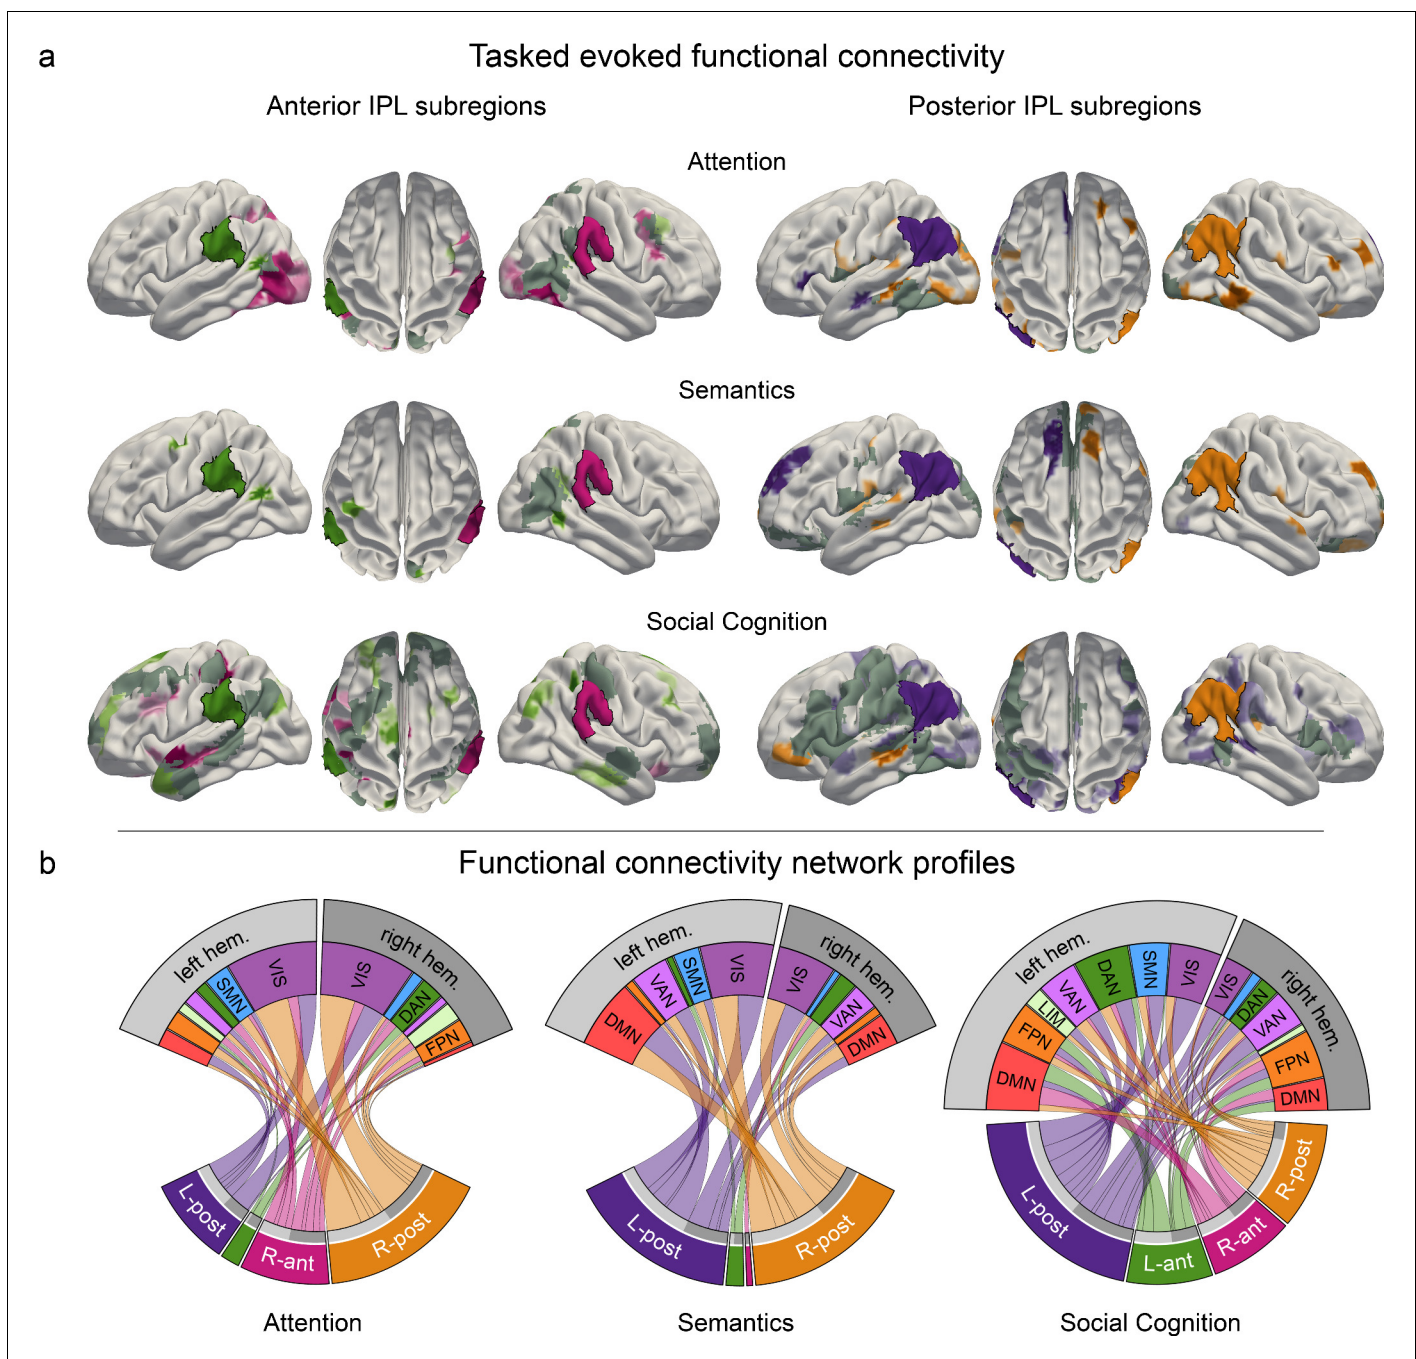 a
Tasked evoked functional connectivity
Anterior IPL subregions
Posterior IPL subregions
Attention
Semantics
Social Cognition
b
Functional connectivity network profiles
left hem.
right hem.
SMN
VIS
VIS
DAN
FPN
L-post
R-ant
R-post
Attention
left hem.
right hem.
DMN
VAN
SMN
VIS
VIS
VAN
DMN
L-post
R-post
Semantics
left hem.
right hem.
DMN
FPN
LIM
VAN
DAN
SMN
VIS
VIS
DAN
VAN
FPN
DMN
L-post
L-ant
R-ant
R-post
Social Cognition